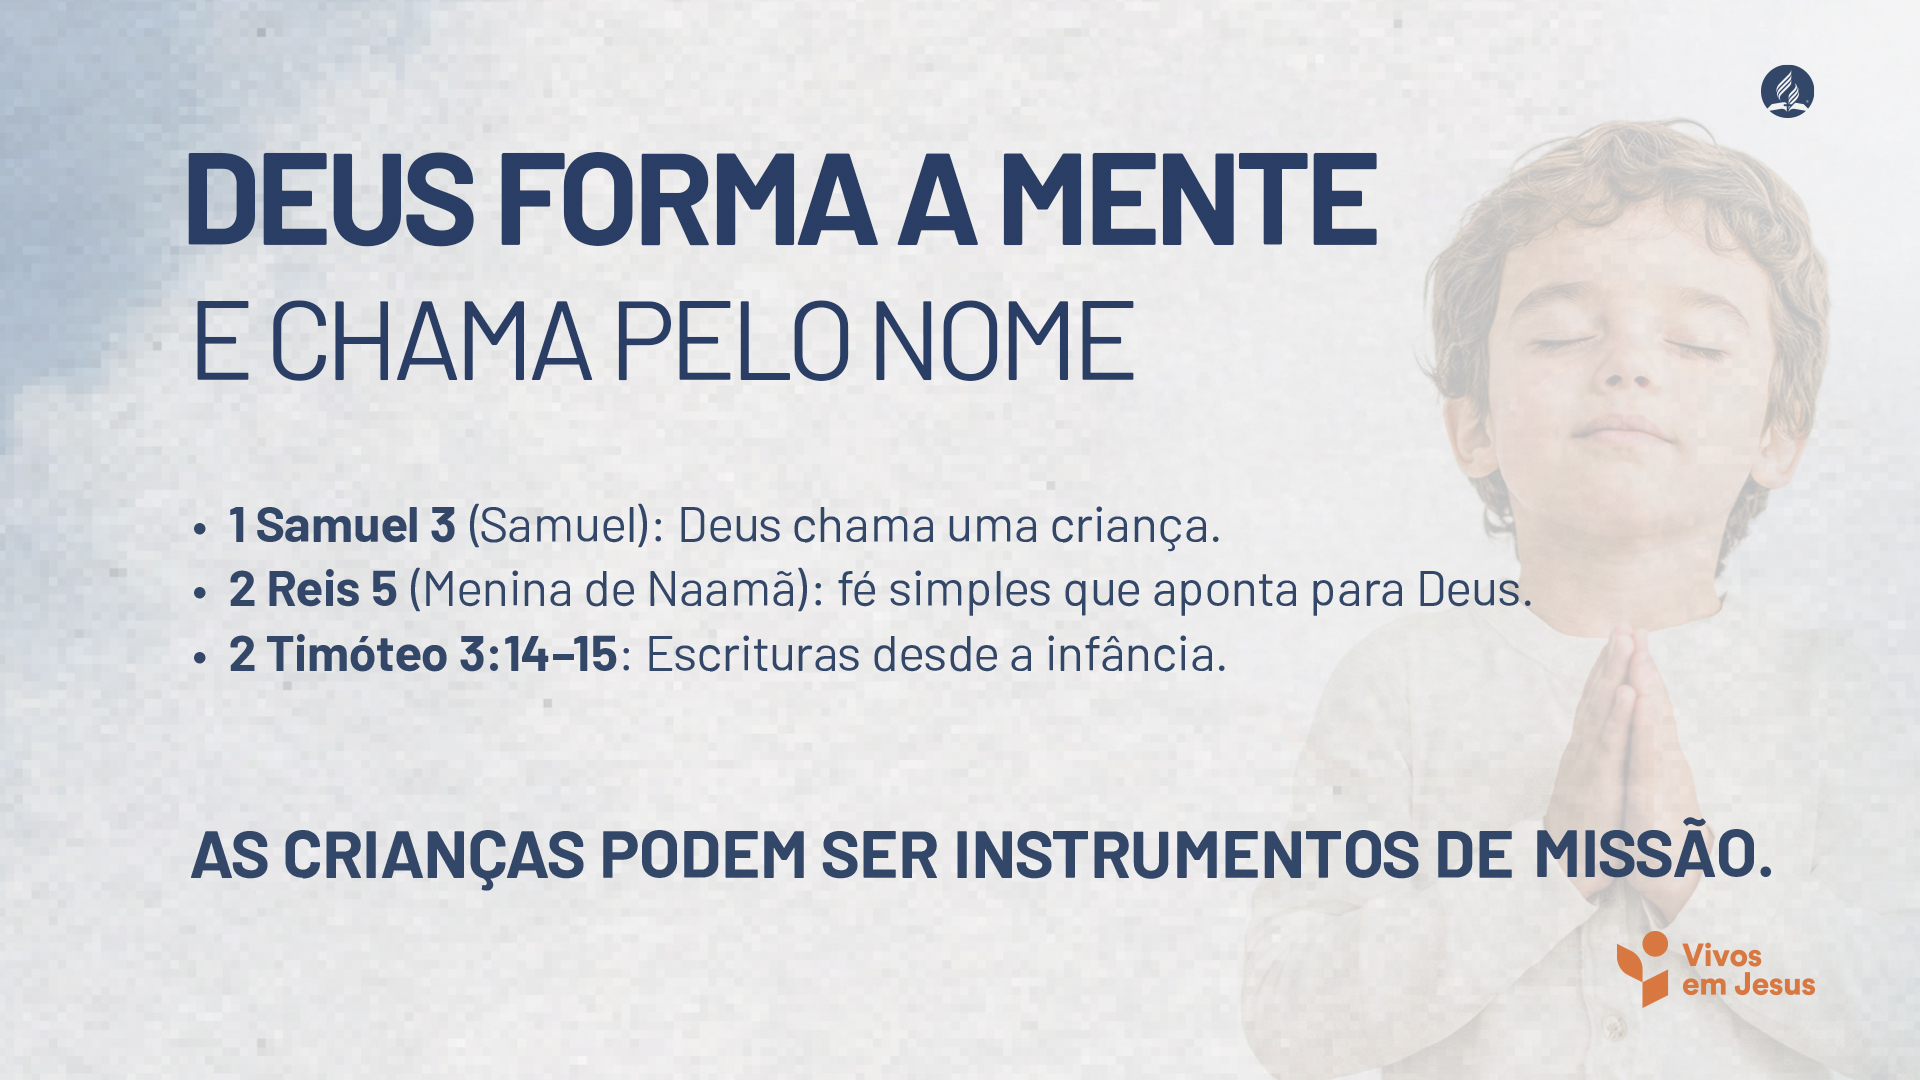 DEUS FORMA A MENTE
E CHAMA PELO NOME
• 1 Samuel 3 (Samuel): Deus chama uma criança.
• 2 Reis 5 (Menina de Naamã): fé simples que aponta para Deus.
• 2 Timóteo 3:14–15: Escrituras desde a infância.
AS CRIANÇAS PODEM SER INSTRUMENTOS DE MISSÃO.
Vivos
em Jesus